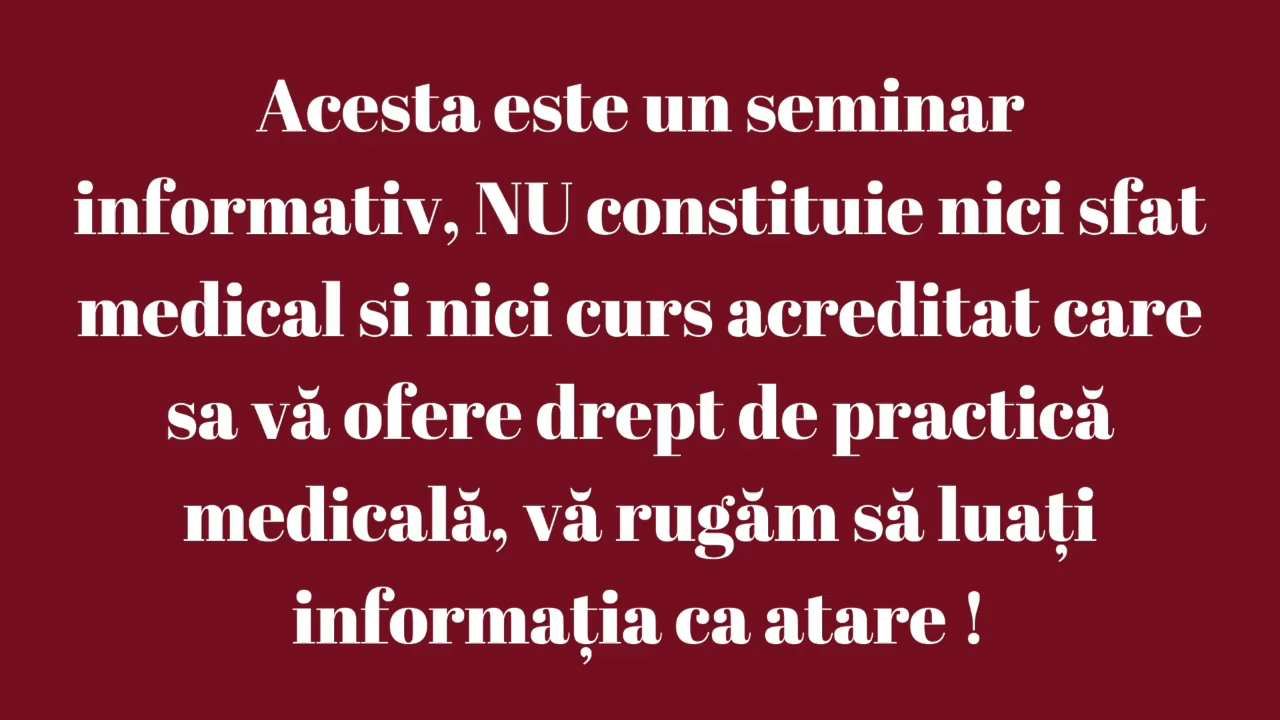 Acesta este un seminar
informativ, NU constituie nici sfat
medical si nici curs acreditat care
sa vă ofere drept de practică
medicală, vă rugăm să luați
informația ca atare !